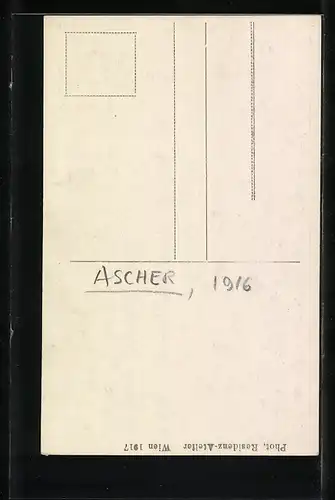 ASCHER, 1916
Phot. Residenz-Atelier Wien 1917